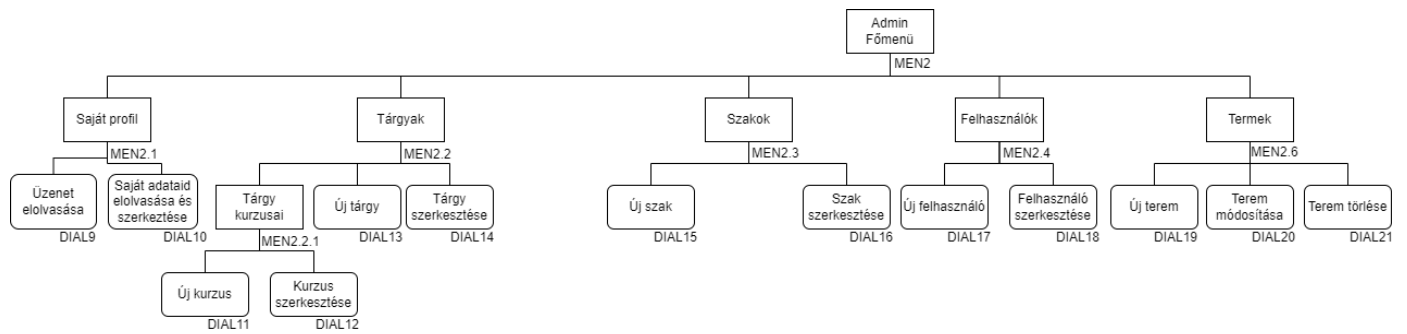 Admin
Főmenü
MEN2
Saját profil
Tárgyak
Szakok
Felhasználók
Termek
MEN2.1
MEN2.2
MEN2.3
MEN2.4
MEN2.6
Üzenet
elolvasása
DIAL9
Saját adataid
elolvasása és
szerkeztése
DIAL10
Tárgy
kurzusai
MEN2.2.1
Új tárgy
DIAL13
Tárgy
szerkesztése
DIAL14
Új szak
DIAL15
Szak
szerkesztése
DIAL16
Új felhasználó
DIAL17
Felhasználó
szerkesztése
DIAL18
Új terem
DIAL19
Terem
módosítása
DIAL20
Terem törlése
DIAL21
Új kurzus
DIAL11
Kurzus
szerkesztése
DIAL12